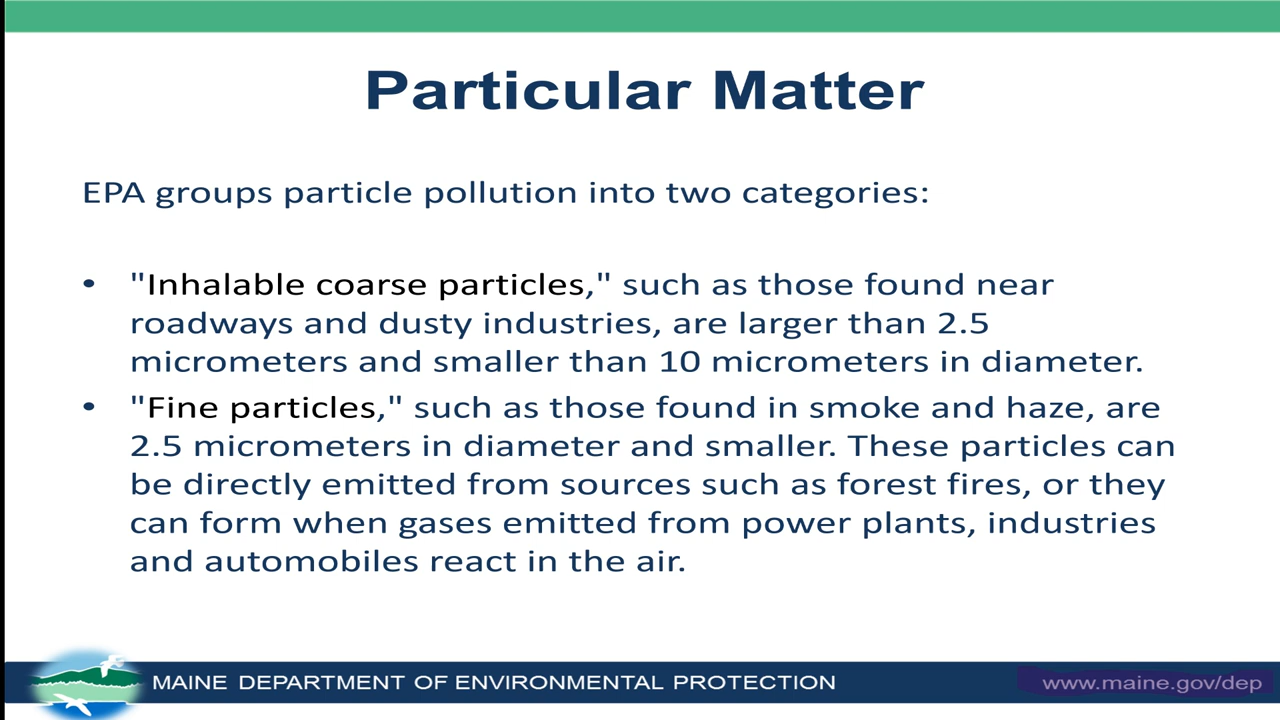 Particular Matter
EPA groups particle pollution into two categories:
• "Inhalable coarse particles," such as those found near
roadways and dusty industries, are larger than 2.5
micrometers and smaller than 10 micrometers in diameter.
• "Fine particles," such as those found in smoke and haze, are
2.5 micrometers in diameter and smaller. These particles can
be directly emitted from sources such as forest fires, or they
can form when gases emitted from power plants, industries
and automobiles react in the air.
MAINE DEPARTMENT OF ENVIRONMENTAL PROTECTION
www.maine.gov/dep